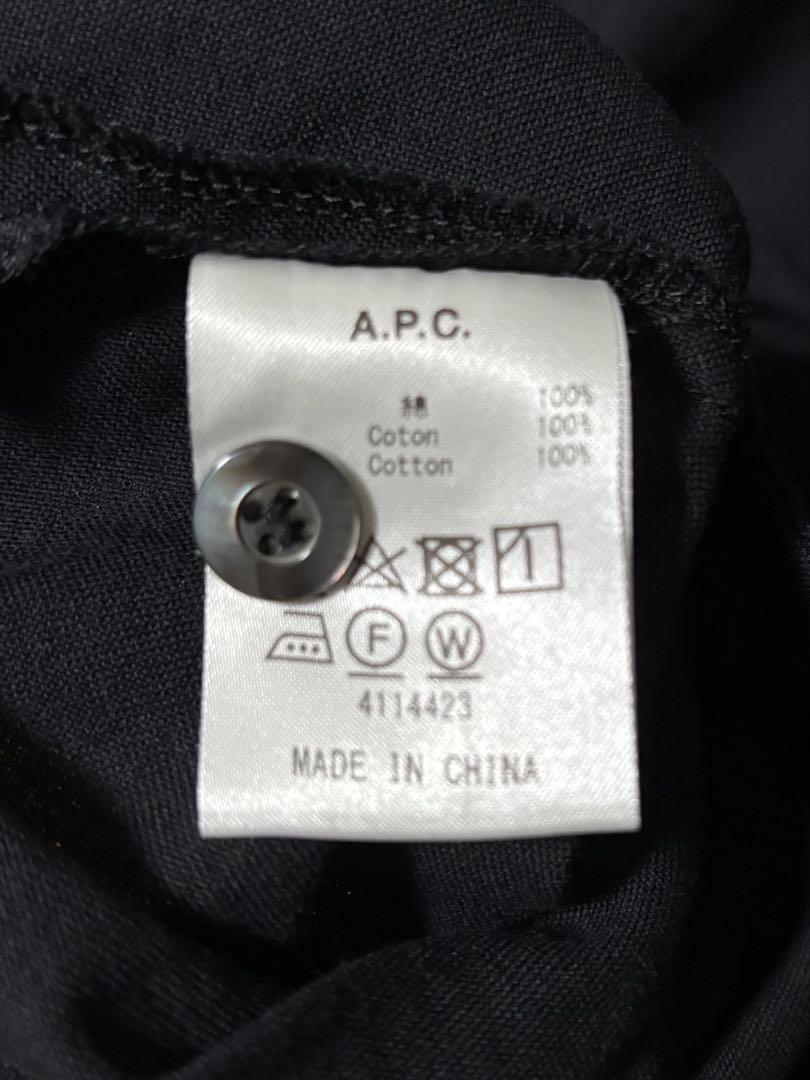 A.P.C.
綿 100%
Coton 100%
Cotton 100%
F W
4114423
MADE IN CHINA